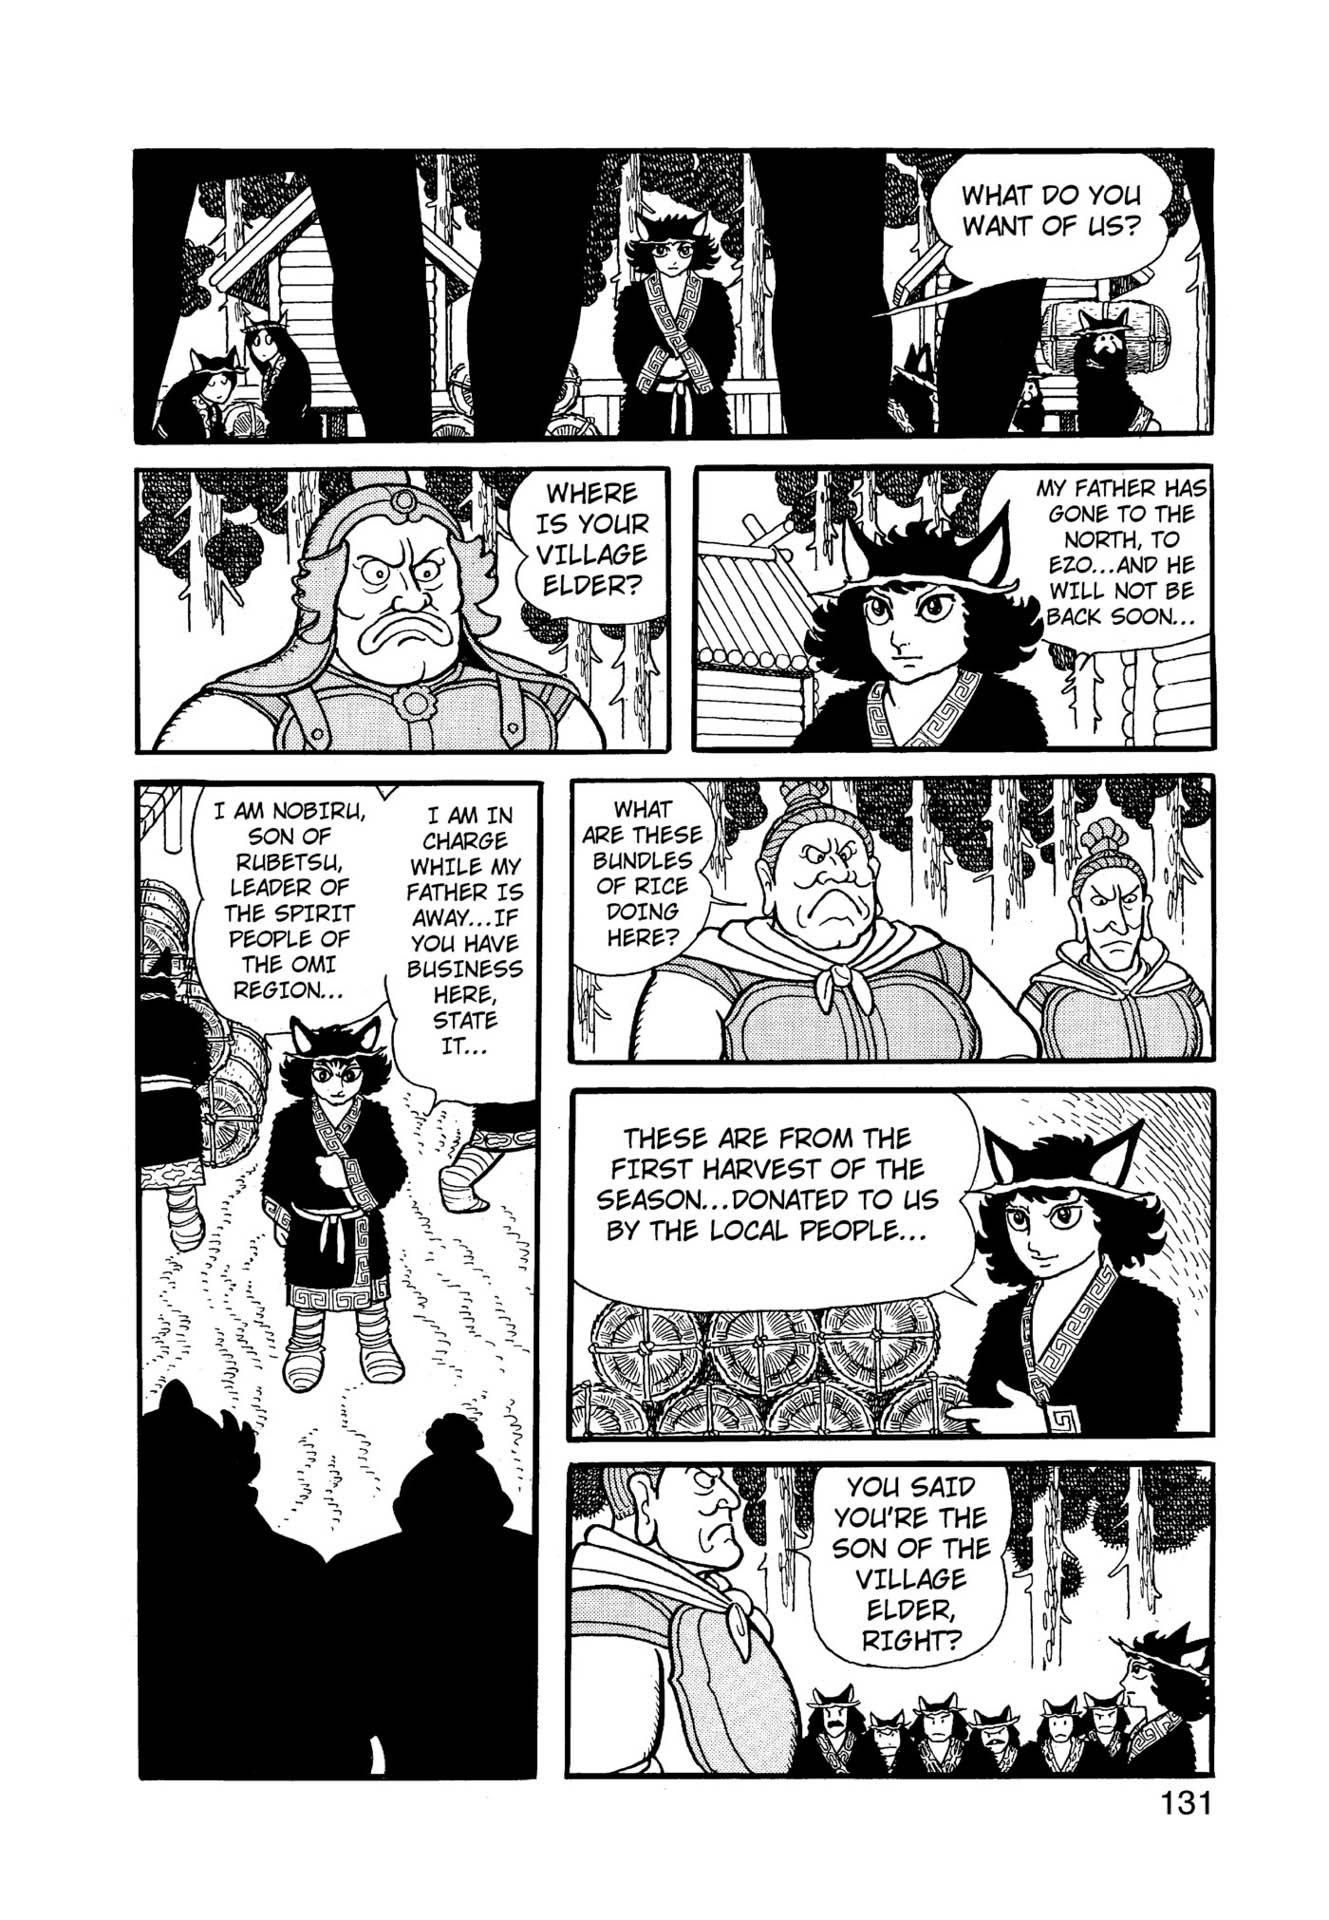 WHAT DO YOU
WANT OF US?
WHERE
IS YOUR
VILLAGE
ELDER?
MY FATHER HAS
GONE TO THE
NORTH, TO
EZO...AND HE
WILL NOT BE
BACK SOON...
I AM NOBIRU,
SON OF
RUBETSU,
LEADER OF
THE SPIRIT
PEOPLE OF
THE OMI
REGION...
I AM IN
CHARGE
WHILE MY
FATHER IS
AWAY...IF
YOU HAVE
BUSINESS
HERE,
STATE
IT...
WHAT
ARE THESE
BUNDLES
OF RICE
DOING
HERE?
THESE ARE FROM THE
FIRST HARVEST OF THE
SEASON...DONATED TO US
BY THE LOCAL PEOPLE...
YOU SAID
YOU'RE THE
SON OF THE
VILLAGE
ELDER,
RIGHT?
131